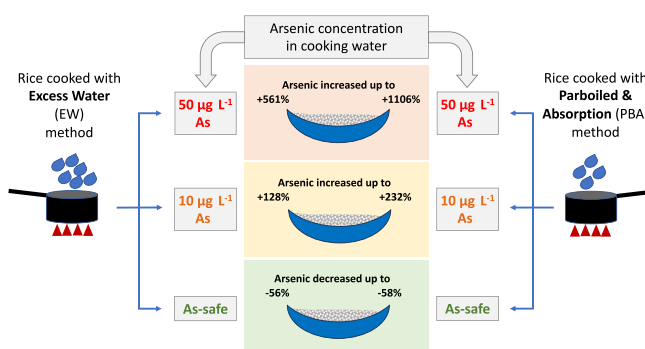 Arsenic concentration
in cooking water
Rice cooked with
Excess Water
(EW)
method
50 µg L-1
As
Arsenic increased up to
+561%
+1106%
50 µg L-1
As
Rice cooked with
Parboiled &
Absorption (PBA
method
10 µg L-1
As
Arsenic increased up to
+128%
+232%
10 µg L-1
As
As-safe
Arsenic decreased up to
-56%
-58%
As-safe